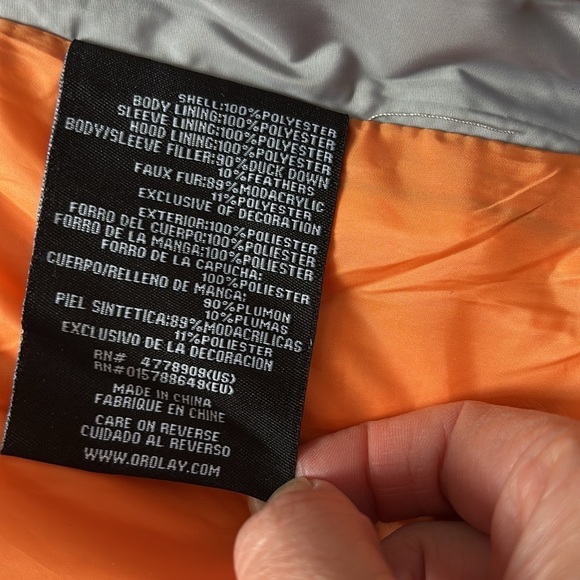 SHELL:100%POLYESTER
BODY LINING:100%POLYESTER
SLEEVE LINING:100%POLYESTER
HOOD LINING:100%POLYESTER
BODY/SLEEVE FILLER:90%DUCK DOWN
10%FEATHERS
FAUX FUR:89%MODACRYLIC
11%POLYESTER
EXCLUSIVE OF DECORATION
EXTERIOR:100%POLIESTER
FORRO DEL CUERPO:100%POLIESTER
FORRO DE LA MANGA:100%POLIESTER
FORRO DE LA CAPUCHA:
100%POLIESTER
CUERPO/RELLENO DE MANGA:
90%PLUMON
10%PLUMAS
PIEL SINTETICA:89%MODACRILICAS
11%POLIESTER
EXCLUSIVO DE LA DECORACION
RN# 4778909(US)
RN#015788648(EU)
MADE IN CHINA
FABRIQUE EN CHINE
CARE ON REVERSE
CUIDADO AL REVERSO
WWW.OROLAY.COM